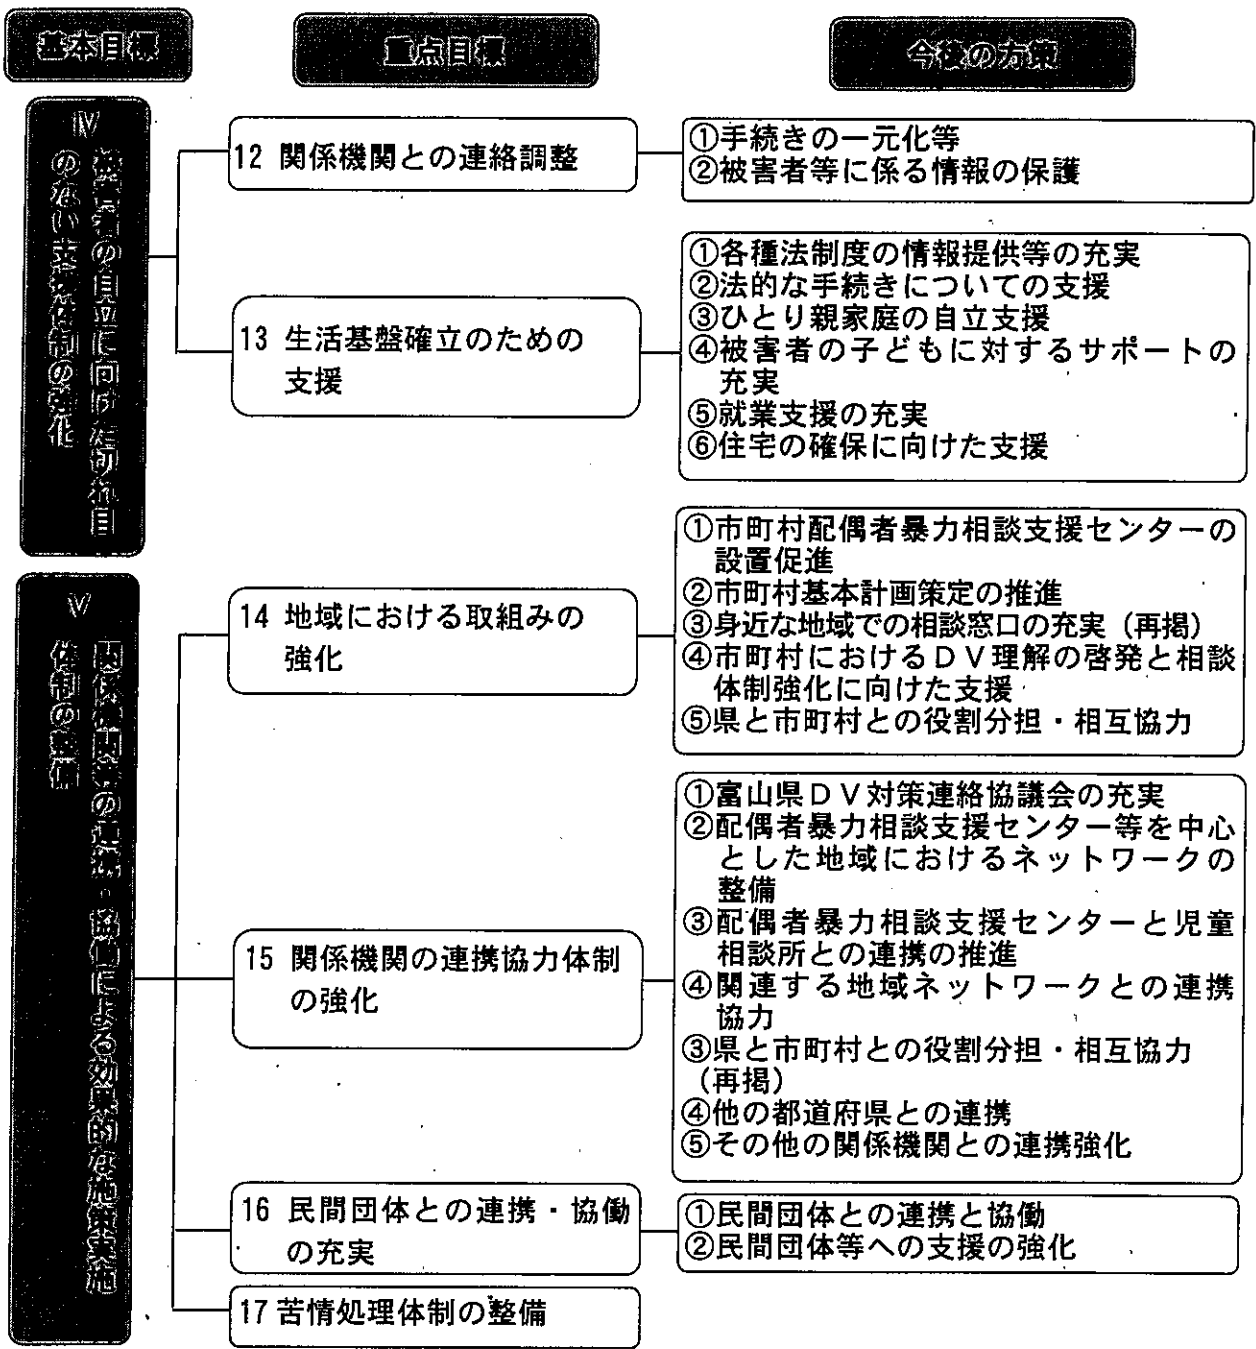 基本目標
重点目標
今後の方策
Ⅳ
被害者の自立に向けた切れ目
のない支援体制の強化
12 関係機関との連絡調整
①手続きの一元化等
②被害者等に係る情報の保護
13 生活基盤確立のための
支援
①各種法制度の情報提供等の充実
②法的な手続きについての支援
③ひとり親家庭の自立支援
④被害者の子どもに対するサポートの
充実
⑤就業支援の充実
⑥住宅の確保に向けた支援
Ⅴ
関係機関等の連携・協働による効果的な施策実施
体制の整備
14 地域における取組みの
強化
①市町村配偶者暴力相談支援センターの
設置促進
②市町村基本計画策定の推進
③身近な地域での相談窓口の充実（再掲）
④市町村におけるＤＶ理解の啓発と相談
体制強化に向けた支援
⑤県と市町村との役割分担・相互協力
15 関係機関の連携協力体制
の強化
①富山県ＤＶ対策連絡協議会の充実
②配偶者暴力相談支援センター等を中心
とした地域におけるネットワークの
整備
③配偶者暴力相談支援センターと児童
相談所との連携の推進
④関連する地域ネットワークとの連携
協力
③県と市町村との役割分担・相互協力
（再掲）
④他の都道府県との連携
⑤その他の関係機関との連携強化
16 民間団体との連携・協働
の充実
①民間団体との連携と協働
②民間団体等への支援の強化
17 苦情処理体制の整備